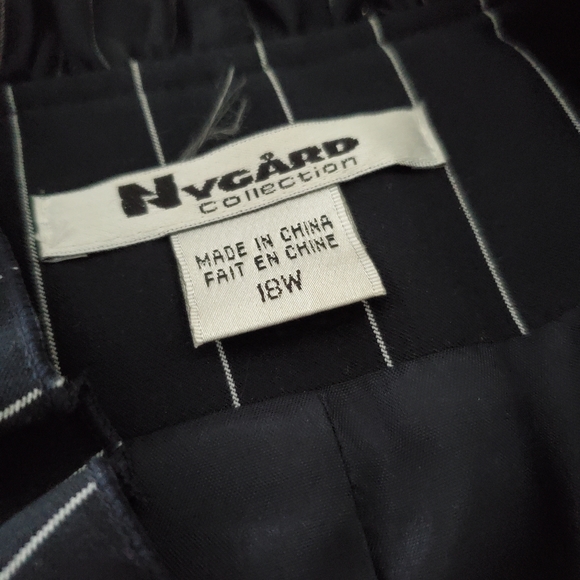 NYGÅRD
Collection
MADE IN CHINA
FAIT EN CHINE
18W